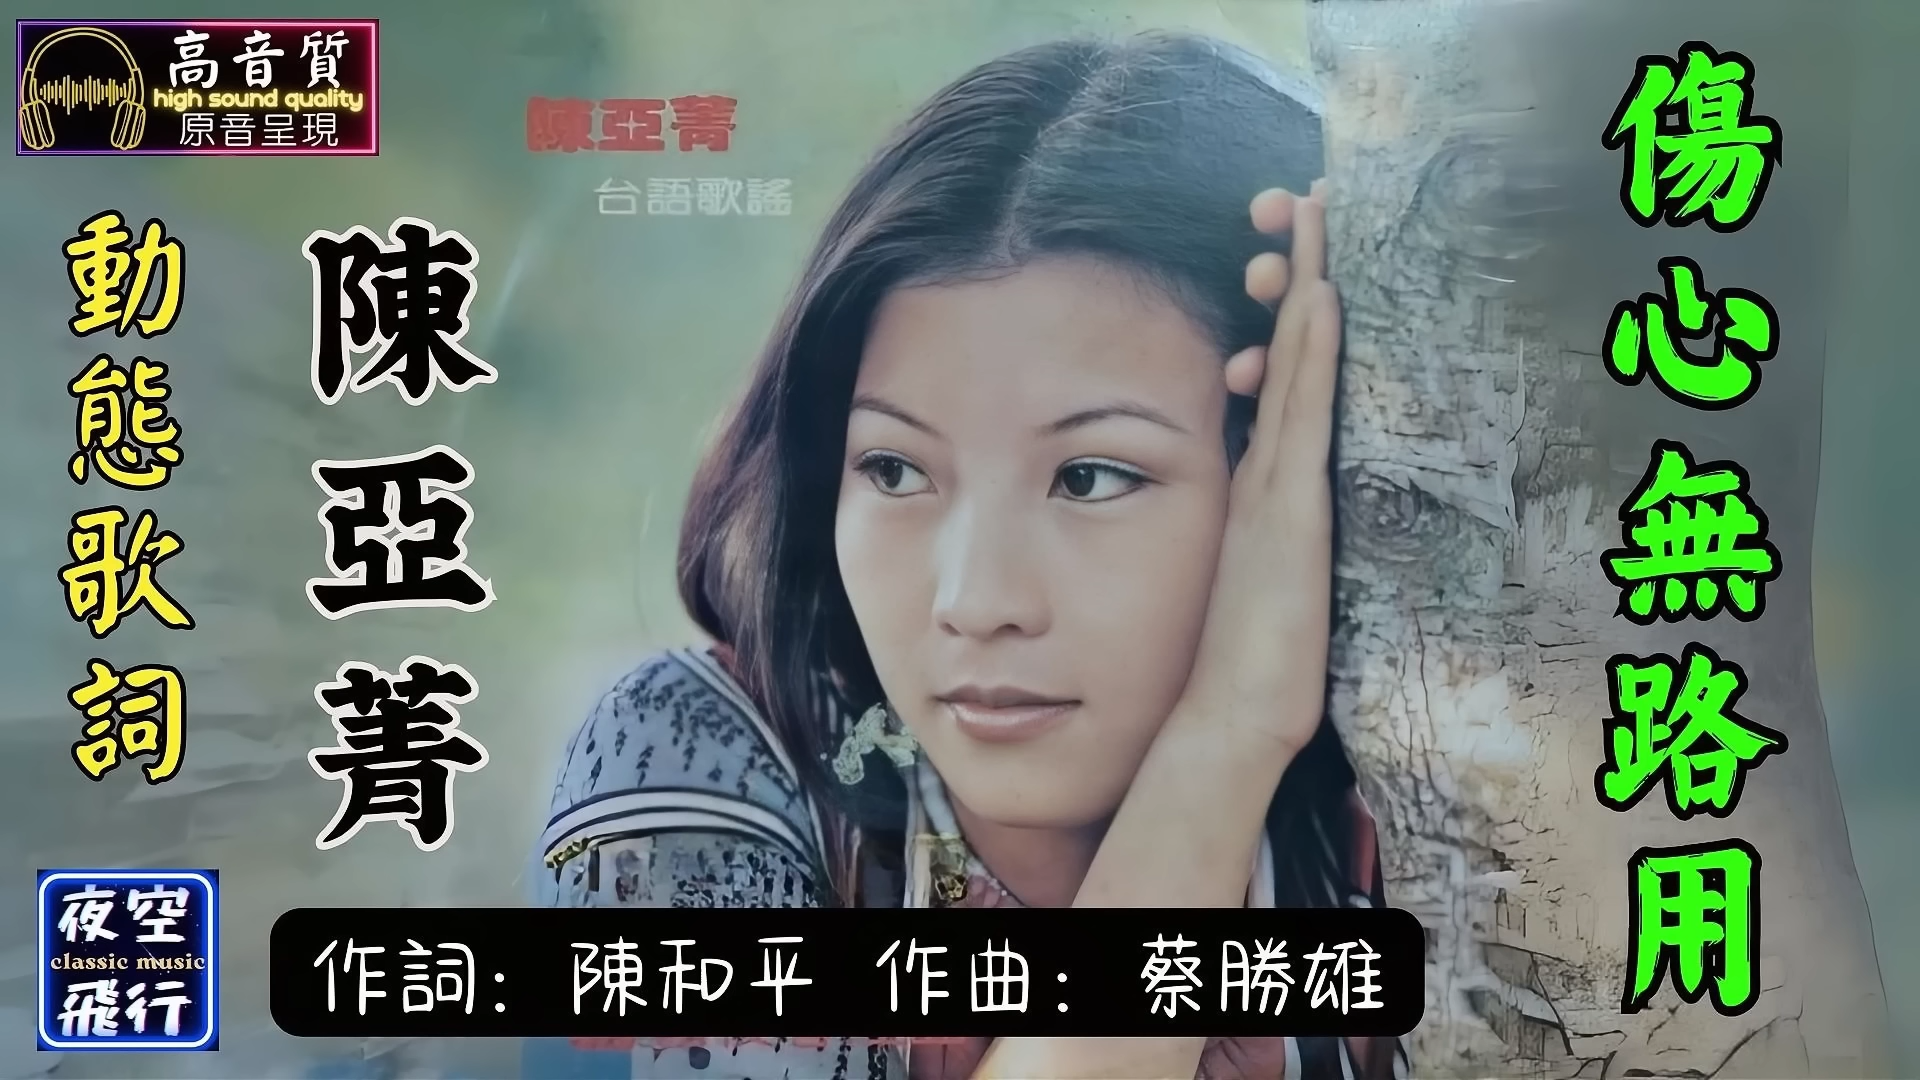 高音質
high sound quality
原音呈現
陳亞菁
台語歌謠
傷心無路用
陳亞菁
動態歌詞
夜空
classic music
飛行
作詞: 陳和平 作曲: 蔡勝雄